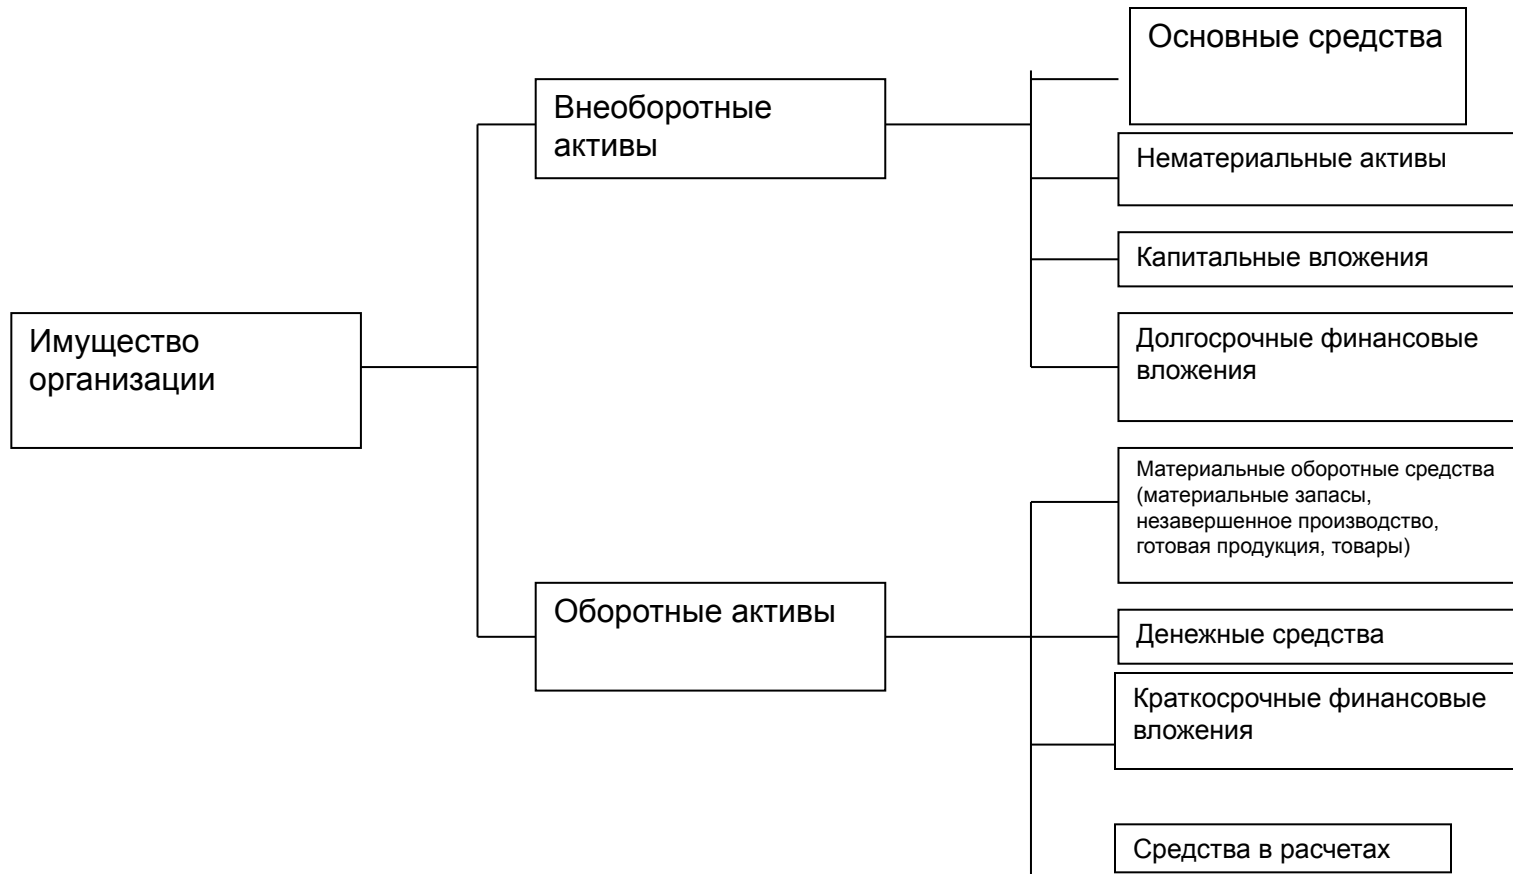 Имущество
организации
Внеоборотные
активы
Основные средства
Нематериальные активы
Капитальные вложения
Долгосрочные финансовые
вложения
Оборотные активы
Материальные оборотные средства
(материальные запасы,
незавершенное производство,
готовая продукция, товары)
Денежные средства
Краткосрочные финансовые
вложения
Средства в расчетах